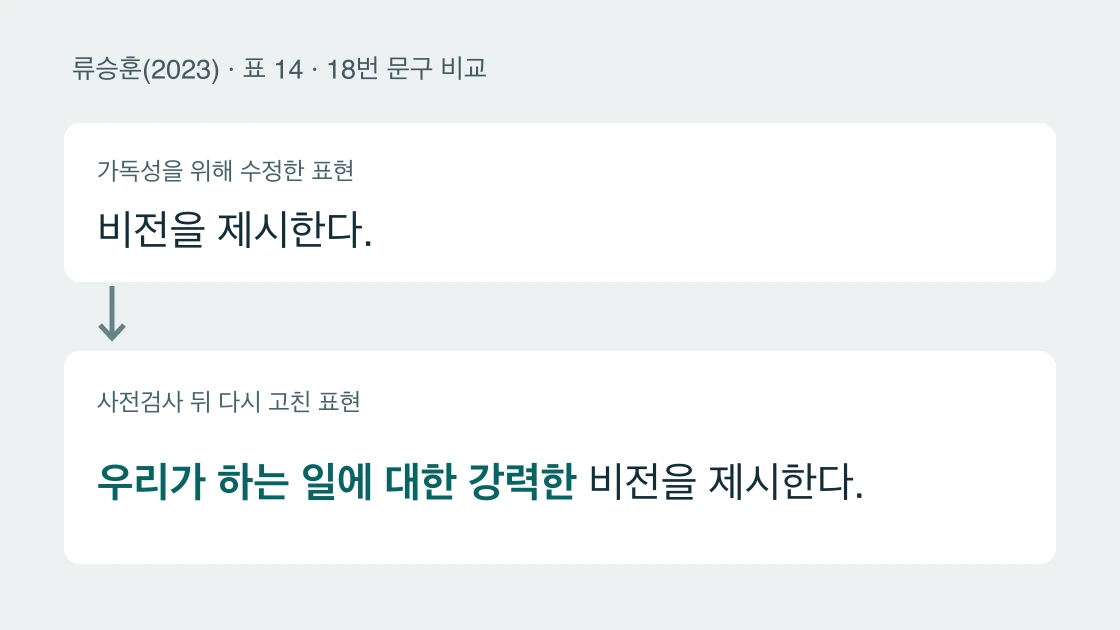 류승훈(2023) · 표 14 · 18번 문구 비교
가독성을 위해 수정한 표현
비전을 제시한다.
사전검사 뒤 다시 고친 표현
우리가 하는 일에 대한 강력한 비전을 제시한다.